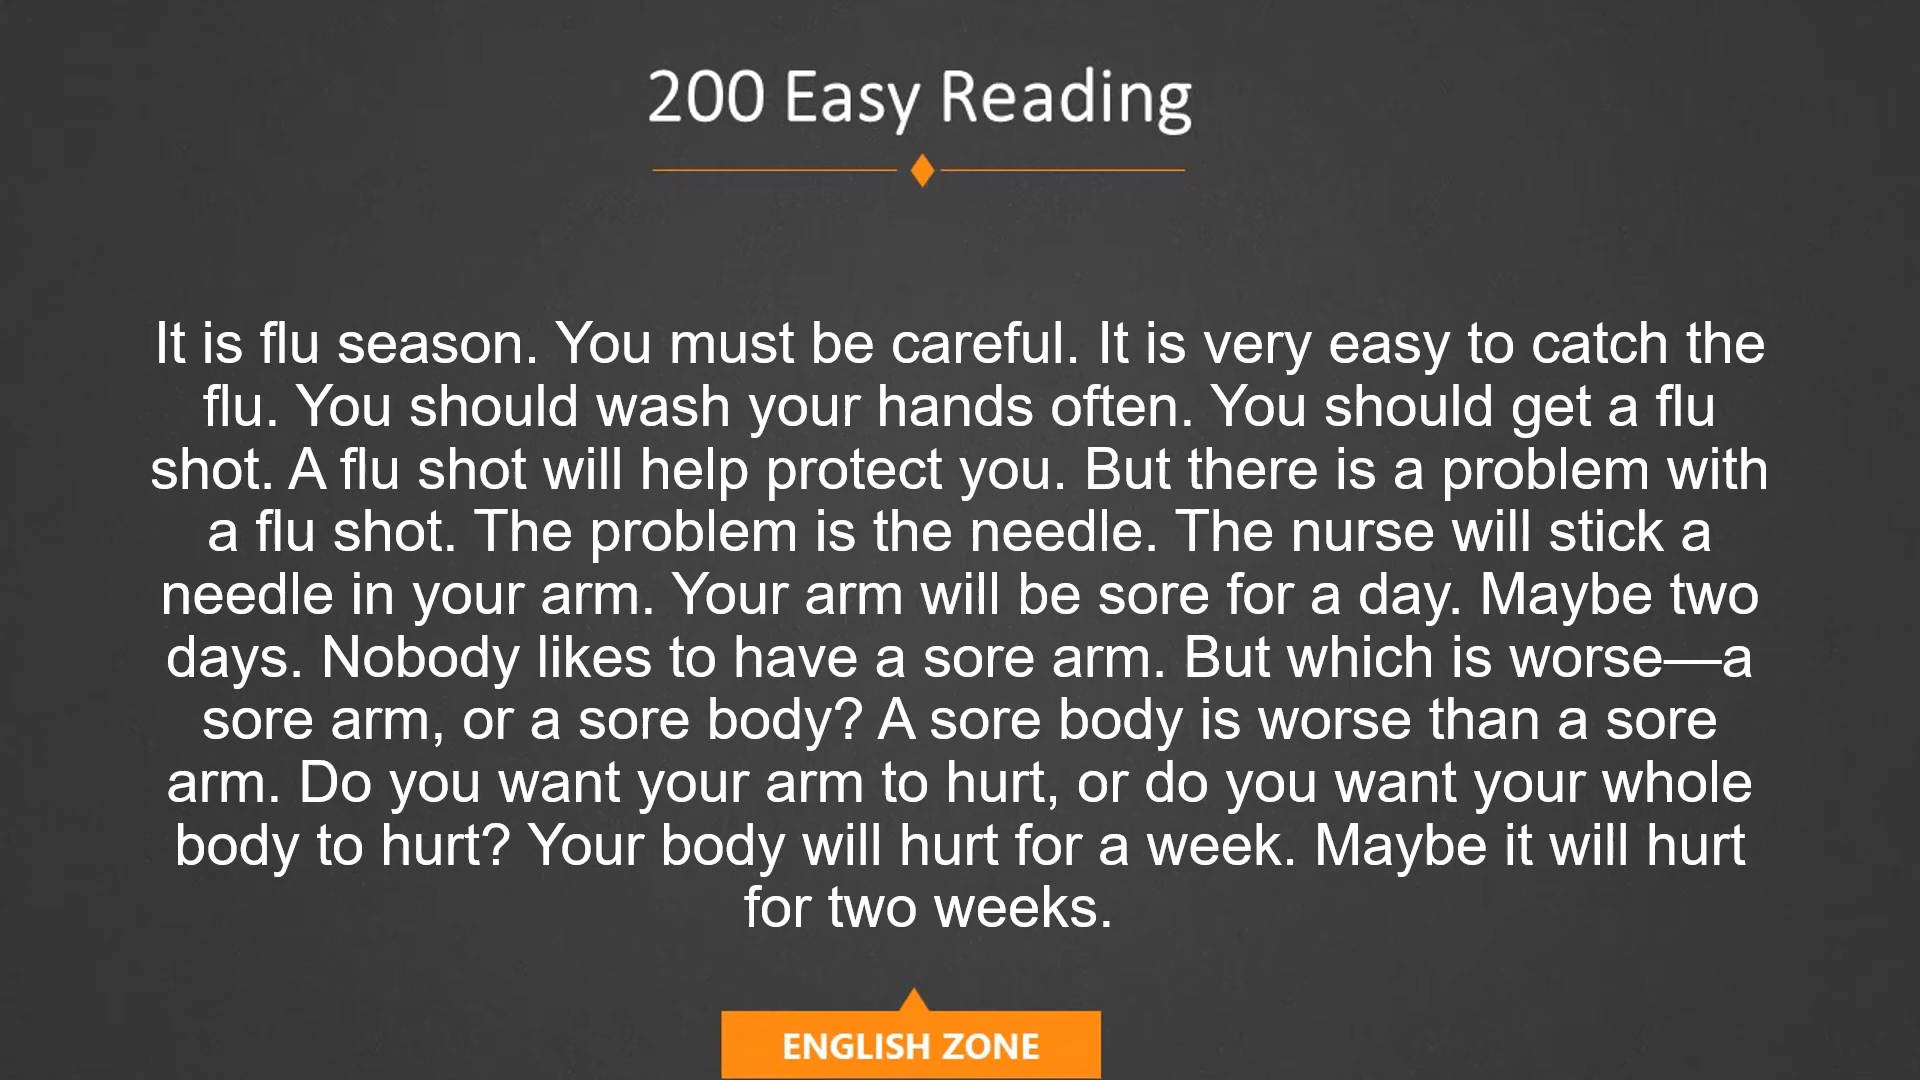 200 Easy Reading
It is flu season. You must be careful. It is very easy to catch the
flu. You should wash your hands often. You should get a flu
shot. A flu shot will help protect you. But there is a problem with
a flu shot. The problem is the needle. The nurse will stick a
needle in your arm. Your arm will be sore for a day. Maybe two
days. Nobody likes to have a sore arm. But which is worse—a
sore arm, or a sore body? A sore body is worse than a sore
arm. Do you want your arm to hurt, or do you want your whole
body to hurt? Your body will hurt for a week. Maybe it will hurt
for two weeks.
ENGLISH ZONE